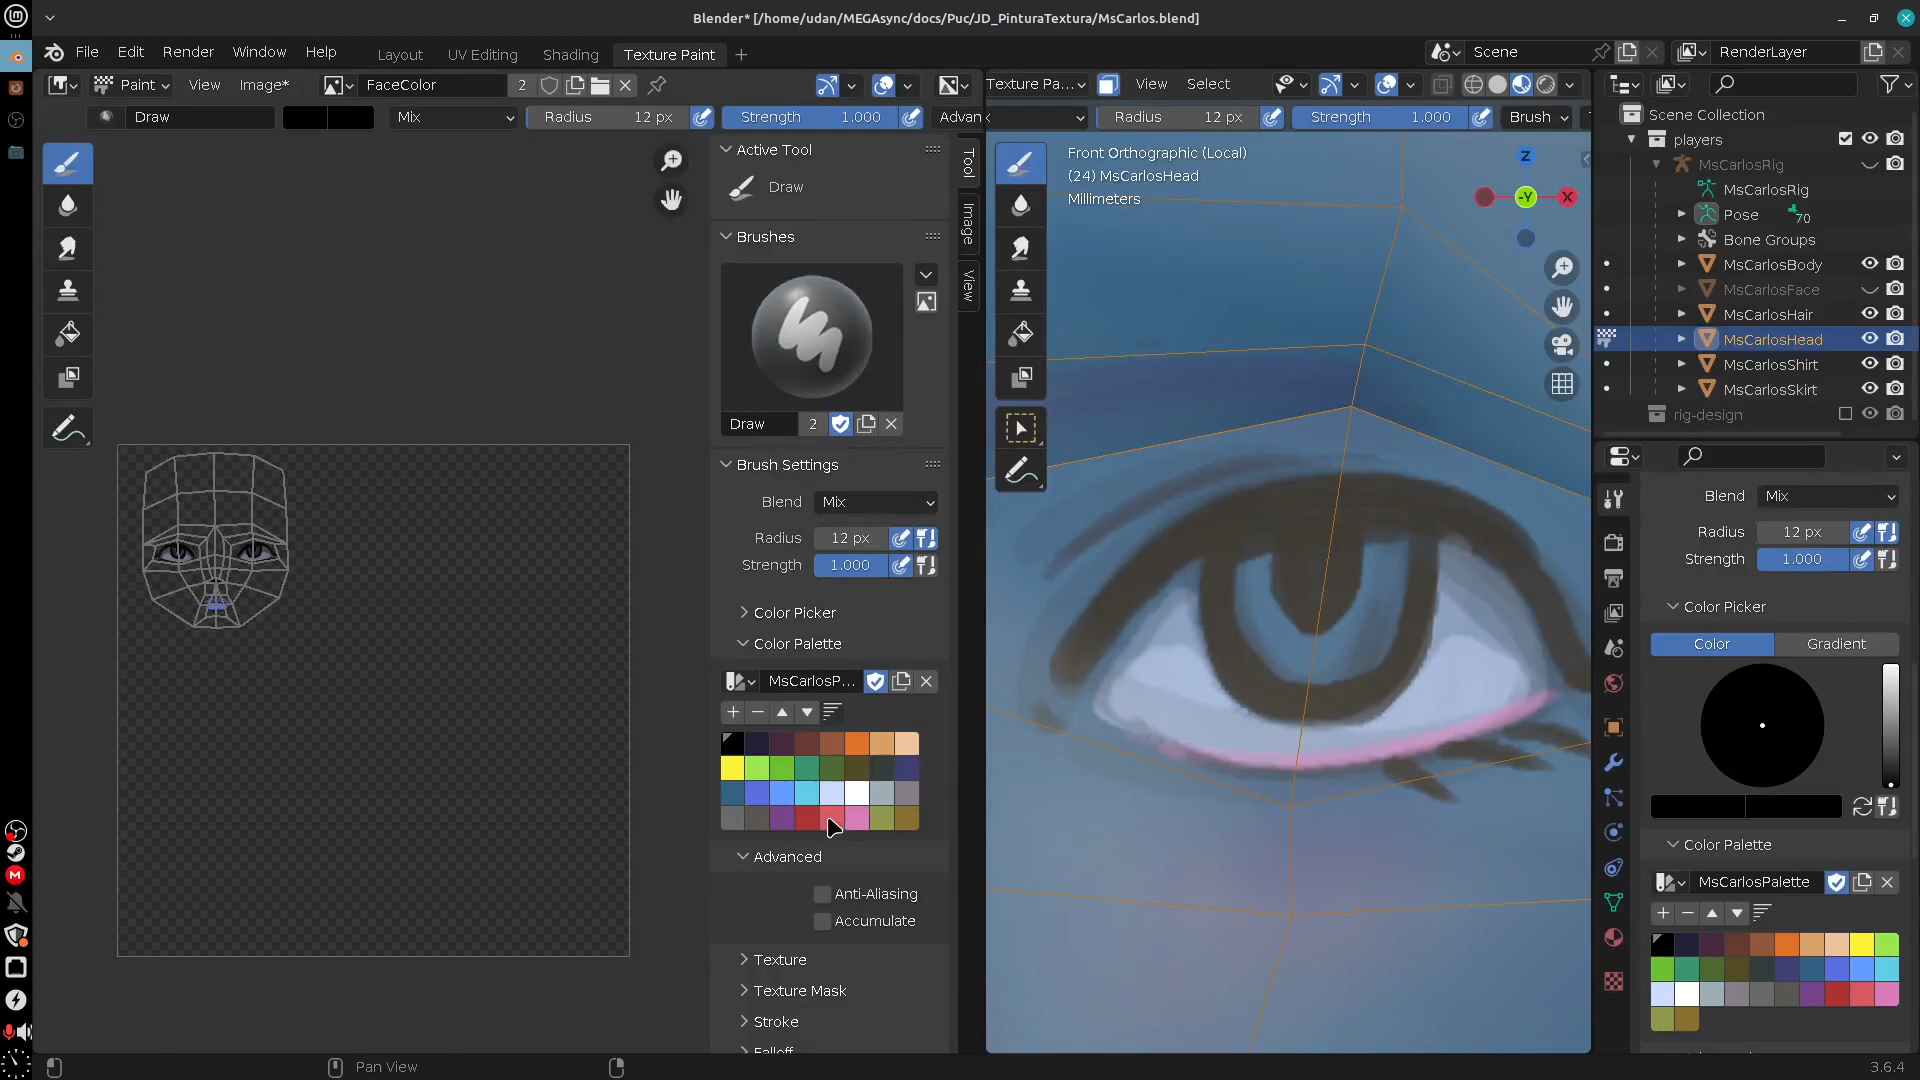 Blender* [/home/udan/MEGAsync/docs/Puc/JD_PinturaTextura/MsCarlos.blend]
File Edit Render Window Help Layout UV Editing Shading Texture Paint + Scene RenderLayer
Paint View Image* FaceColor 2
Texture Pa... View Select
Draw Mix Radius 12 px Strength 1.000 Advan
Radius 12 px Strength 1.000 Brush
Active Tool
Draw
Brushes
Draw 2
Brush Settings
Blend Mix
Radius 12 px
Strength 1.000
Color Picker
Color Palette
MsCarlosP...
Advanced
Anti-Aliasing
Accumulate
Texture
Texture Mask
Stroke
Falloff
Tool
Image
View
Front Orthographic (Local)
(24) MsCarlosHead
Millimeters
Z
-Y
X
Scene Collection
players
MsCarlosRig
MsCarlosRig
Pose 70
Bone Groups
MsCarlosBody
MsCarlosFace
MsCarlosHair
MsCarlosHead
MsCarlosShirt
MsCarlosSkirt
rig-design
Blend Mix
Radius 12 px
Strength 1.000
Color Picker
Color Gradient
Color Palette
MsCarlosPalette
Pan View
3.6.4